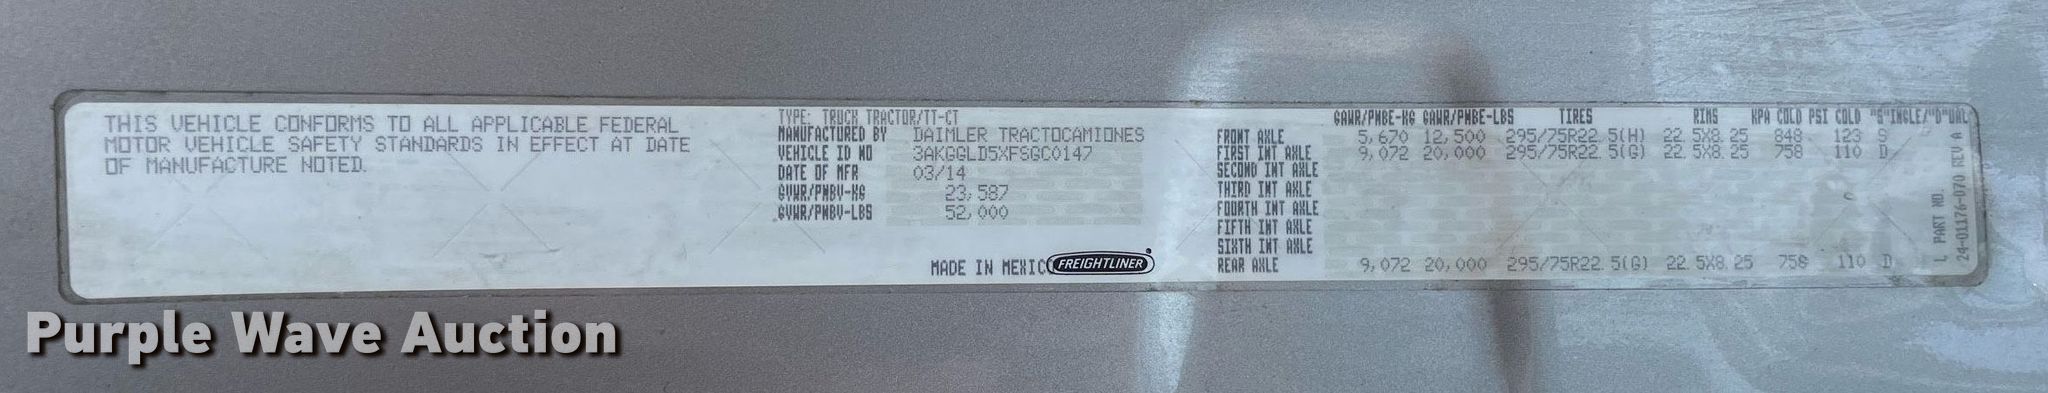 THIS VEHICLE CONFORMS TO ALL APPLICABLE FEDERAL
MOTOR VEHICLE SAFETY STANDARDS IN EFFECT AT DATE
OF MANUFACTURE NOTED.
TYPE: TRUCK TRACTOR/TT-CT
MANUFACTURED BY DAIMLER TRACTOCAMIONES
VEHICLE ID NO 3AKGGLD5XFSGC0147
DATE OF MFR 03/14
GVWR/PMBV-KG 23,587
GVWR/PMBV-LBS 52,000
MADE IN MEXICO FREIGHTLINER
GAWR/PMBE-KG GAWR/PMBE-LBS TIRES RIMS KPA COLD PSI COLD "S"INGLE/"D"UAL
FRONT AXLE 5,670 12,500 295/75R22.5(H) 22.5X8.25 848 123 S
FIRST INT AXLE 9,072 20,000 295/75R22.5(G) 22.5X8.25 758 110 D
SECOND INT AXLE
THIRD INT AXLE
FOURTH INT AXLE
FIFTH INT AXLE
SIXTH INT AXLE
REAR AXLE 9,072 20,000 295/75R22.5(G) 22.5X8.25 758 110 D
L PART NO.
24-01176-070 REV A
Purple Wave Auction